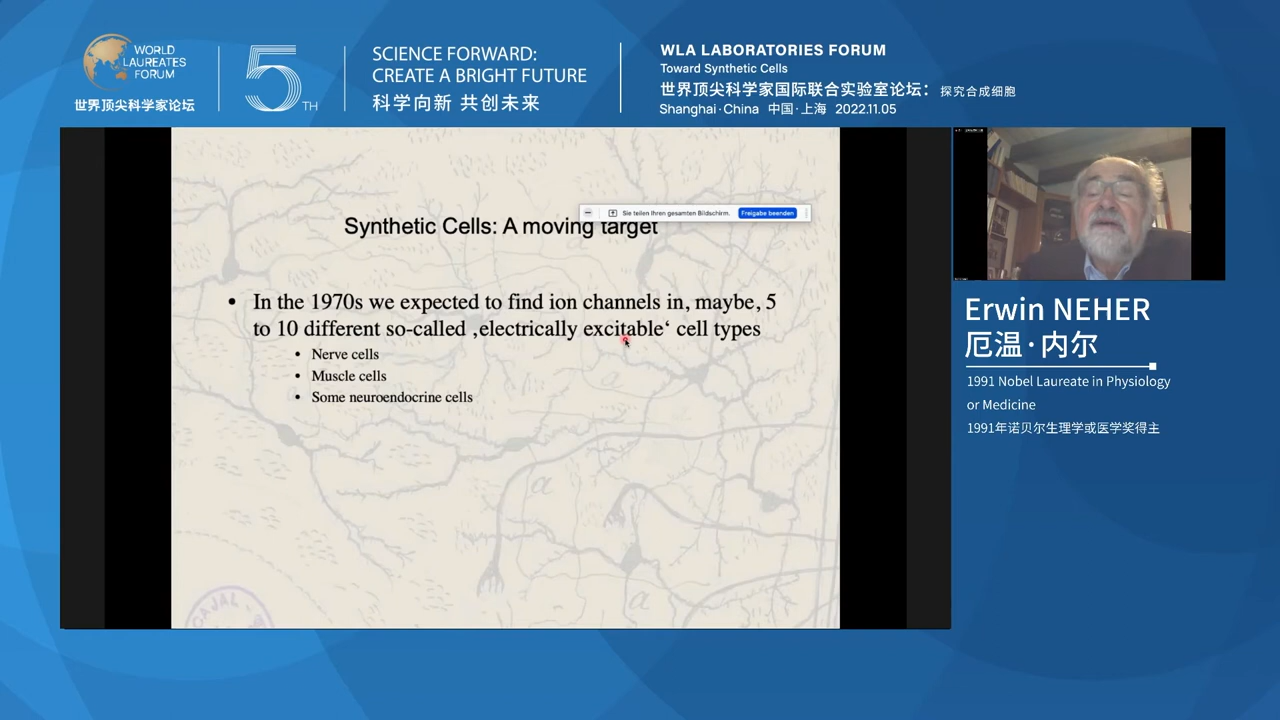 WORLD
LAUREATES
FORUM
世界顶尖科学家论坛
5TH
SCIENCE FORWARD:
CREATE A BRIGHT FUTURE
科学向新 共创未来
WLA LABORATORIES FORUM
Toward Synthetic Cells
世界顶尖科学家国际联合实验室论坛：探究合成细胞
Shanghai·China 中国·上海 2022.11.05
Sie teilen Ihren gesamten Bildschirm. Freigabe beenden
Synthetic Cells: A moving target
• In the 1970s we expected to find ion channels in, maybe, 5
to 10 different so-called ‚electrically excitable‘ cell types
• Nerve cells
• Muscle cells
• Some neuroendocrine cells
a
a
a
CAJAL
Erwin NEHER
厄温·内尔
1991 Nobel Laureate in Physiology
or Medicine
1991年诺贝尔生理学或医学奖得主